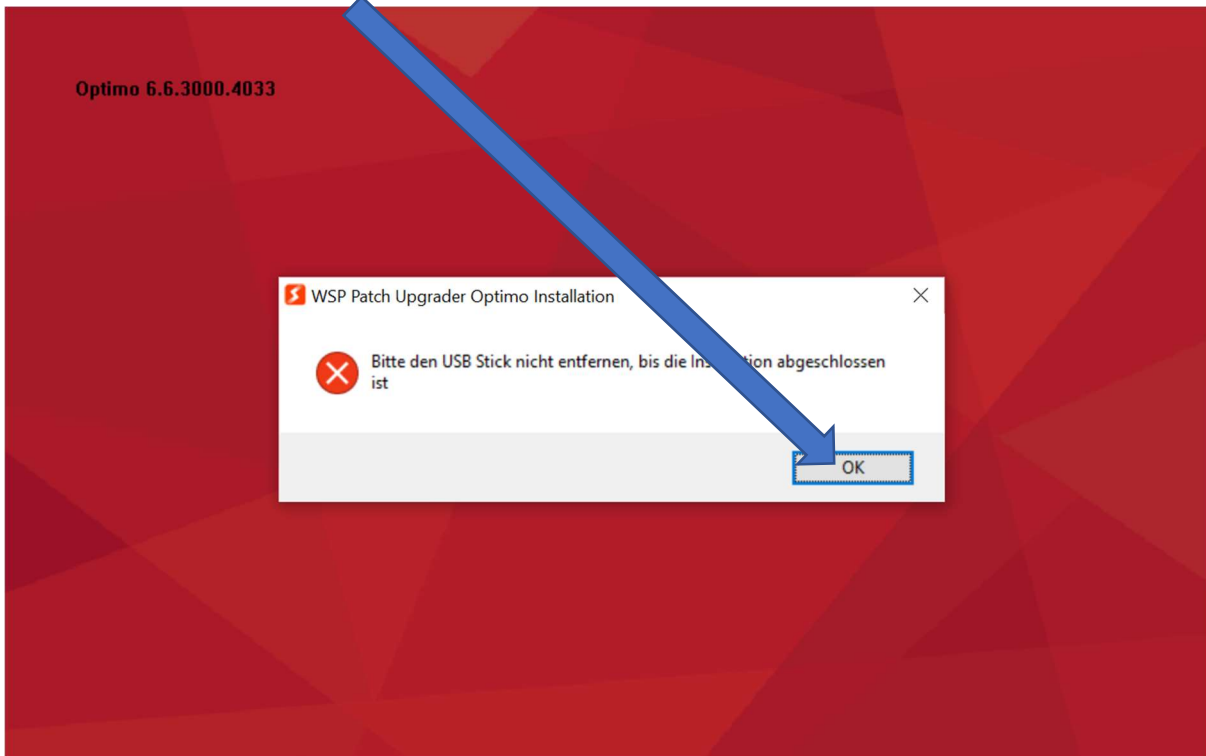 Optimo 6.6.3000.4033
WSP Patch Upgrader Optimo Installation
Bitte den USB Stick nicht entfernen, bis die abgeschlossen
ist
OK